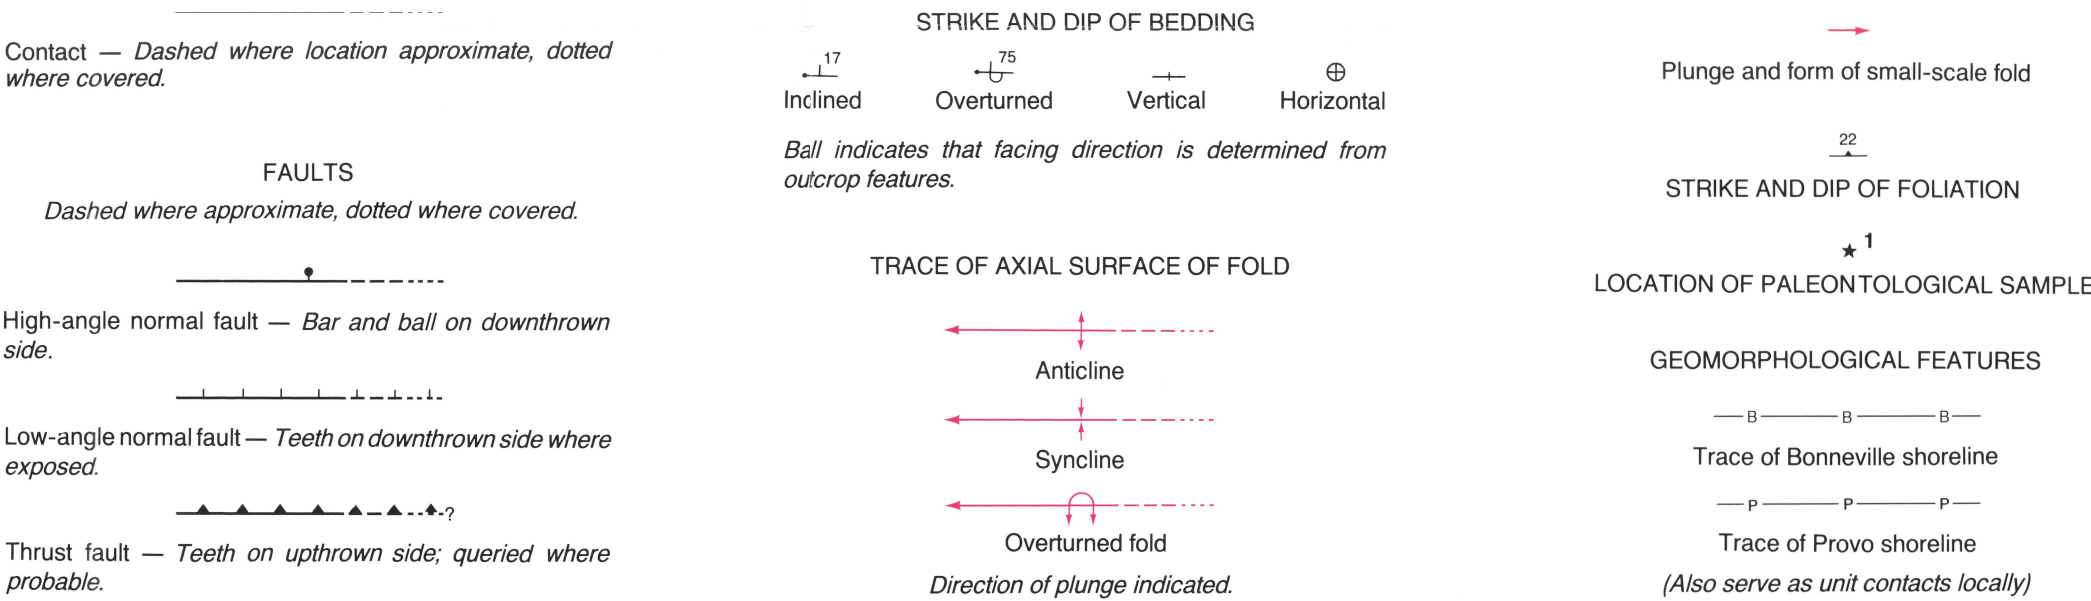 Contact — Dashed where location approximate, dotted
where covered.
FAULTS
Dashed where approximate, dotted where covered.
High-angle normal fault — Bar and ball on downthrown
side.
Low-angle normal fault — Teeth on downthrown side where
exposed.
?
Thrust fault — Teeth on upthrown side; queried where
probable.
STRIKE AND DIP OF BEDDING
17 75
Inclined Overturned Vertical Horizontal
Ball indicates that facing direction is determined from
outcrop features.
TRACE OF AXIAL SURFACE OF FOLD
Anticline
Syncline
Overturned fold
Direction of plunge indicated.
Plunge and form of small-scale fold
22
STRIKE AND DIP OF FOLIATION
1
LOCATION OF PALEONTOLOGICAL SAMPLE
GEOMORPHOLOGICAL FEATURES
B B B
Trace of Bonneville shoreline
P P P
Trace of Provo shoreline
(Also serve as unit contacts locally)